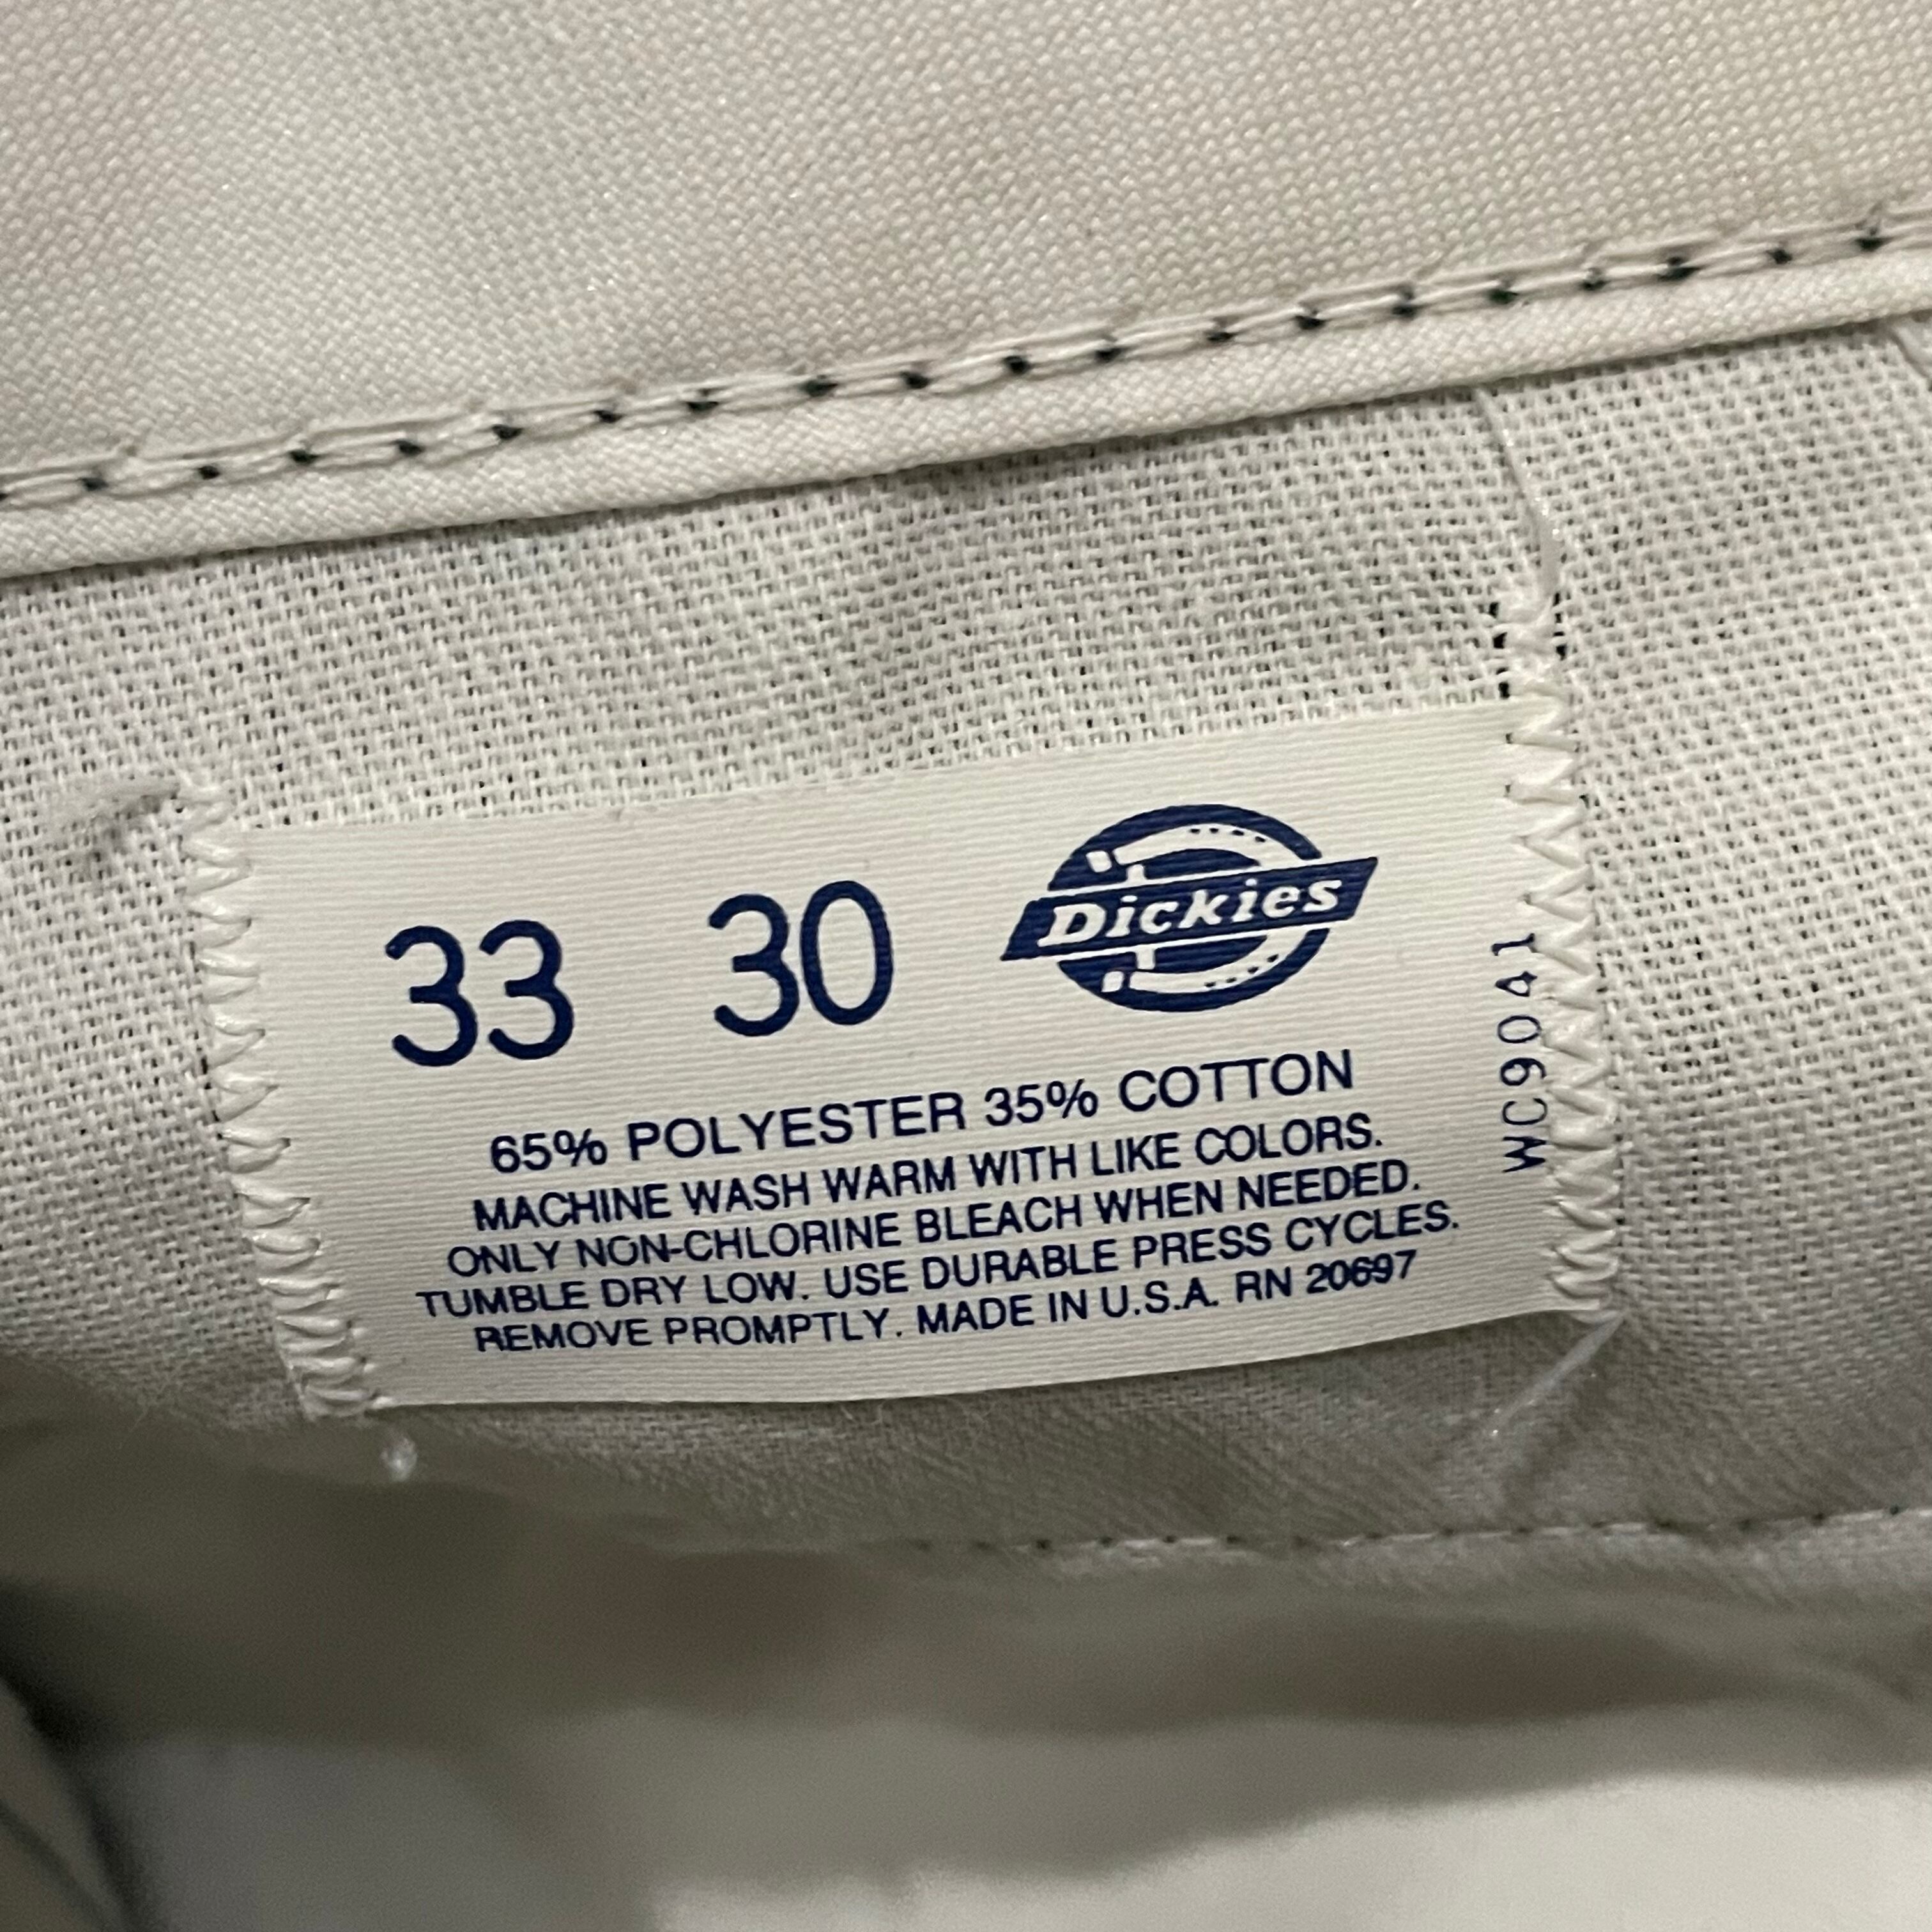 33 30 Dickies
65% POLYESTER 35% COTTON
MACHINE WASH WARM WITH LIKE COLORS.
ONLY NON-CHLORINE BLEACH WHEN NEEDED.
TUMBLE DRY LOW. USE DURABLE PRESS CYCLES.
REMOVE PROMPTLY. MADE IN U.S.A. RN 20697
WC9041